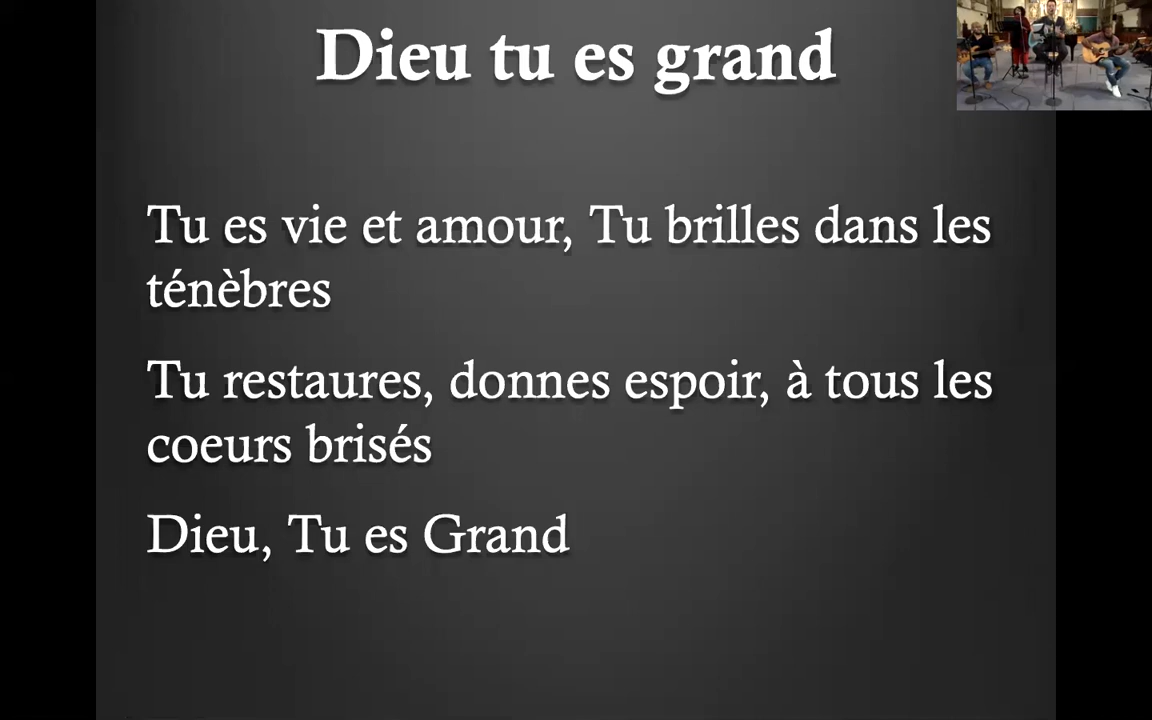 Dieu tu es grand
Tu es vie et amour, Tu brilles dans les
ténèbres
Tu restaures, donnes espoir, à tous les
coeurs brisés
Dieu, Tu es Grand